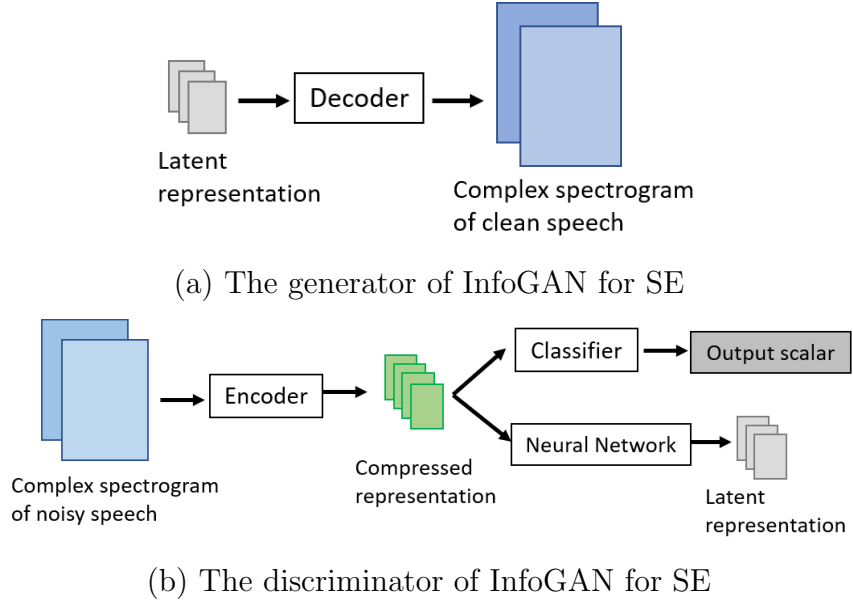 Decoder
Latent
representation
Complex spectrogram
of clean speech
(a) The generator of InfoGAN for SE
Classifier
Output scalar
Encoder
Neural Network
Compressed
representation
Complex spectrogram
of noisy speech
Latent
representation
(b) The discriminator of InfoGAN for SE